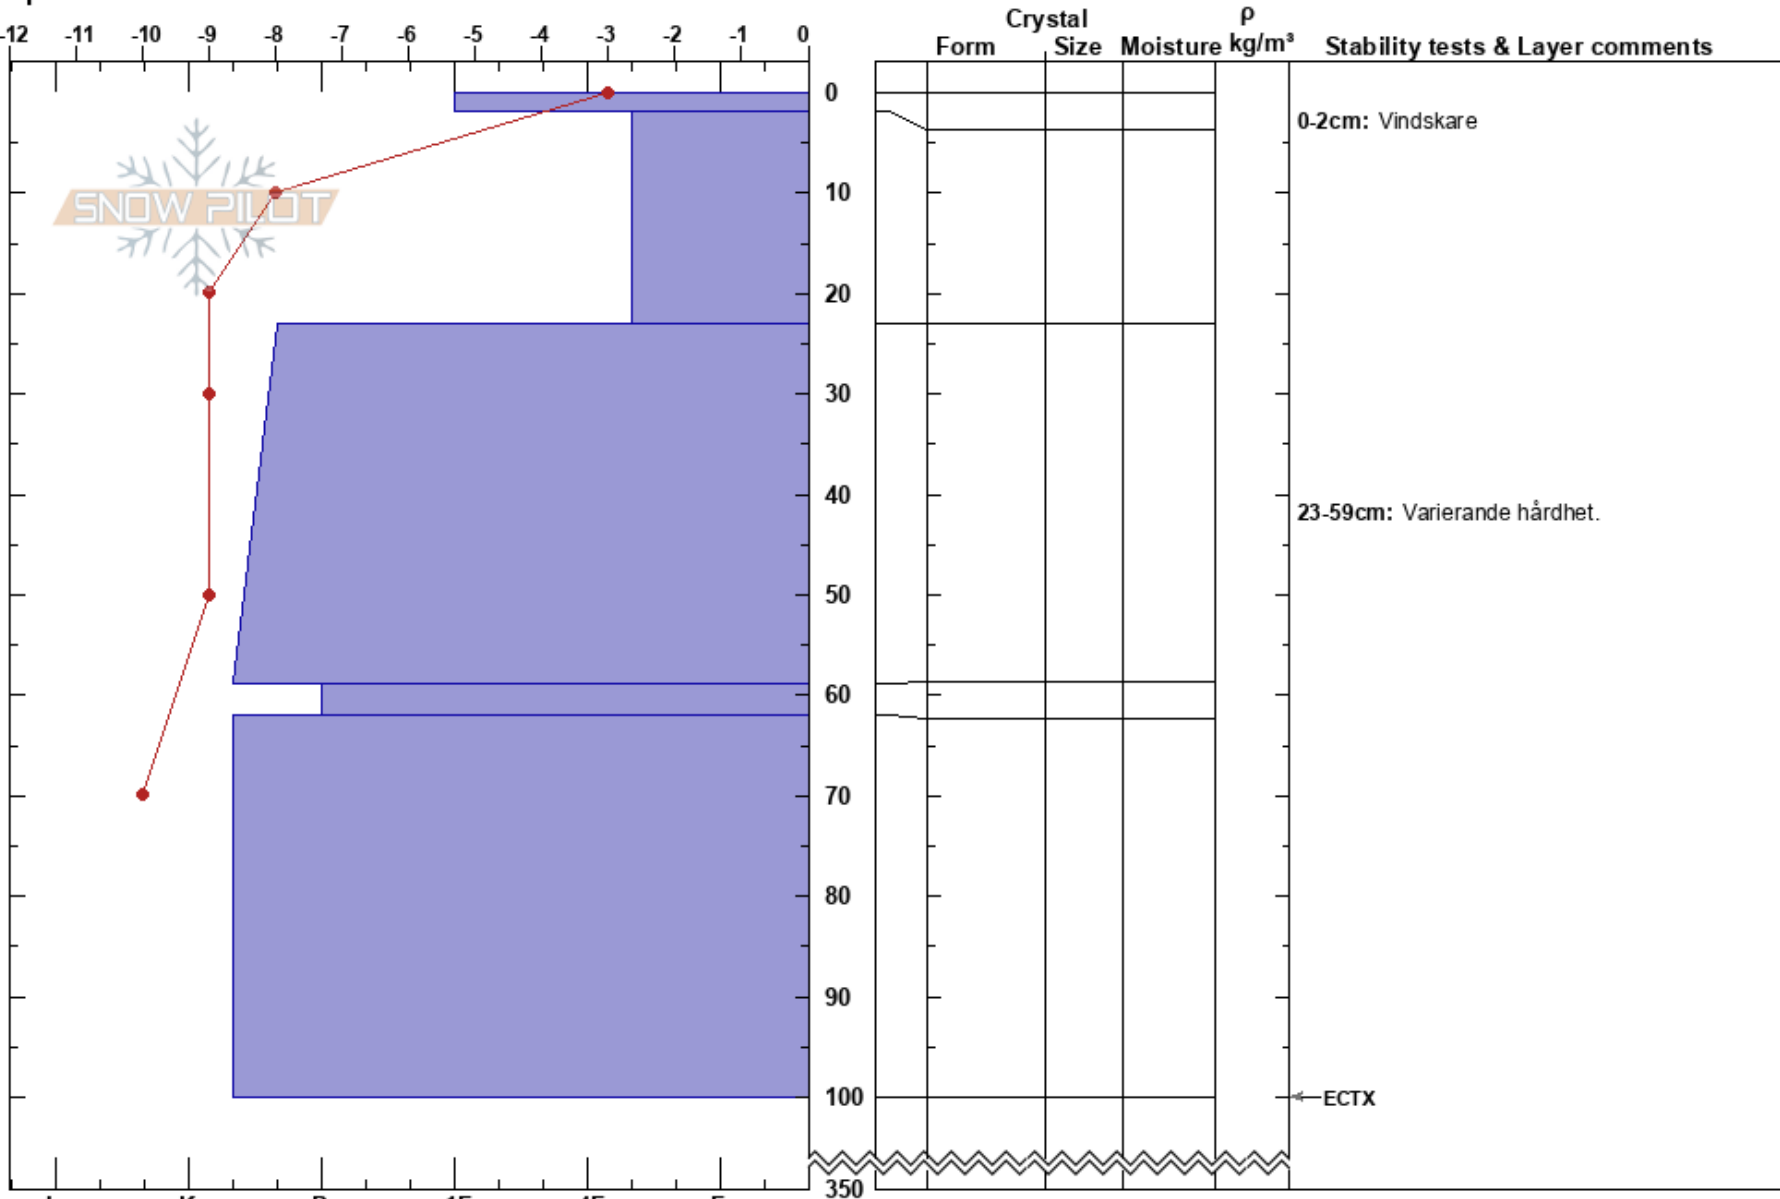 Crystal ρ
-12 -11 -10 -9 -8 -7 -6 -5 -4 -3 -2 -1 0
Form Size Moisture kg/m³ Stability tests & Layer comments
0
0-2cm: Vindskare
10
SNOW PILOT
20
30
40
23-59cm: Varierande hårdhet.
50
60
70
80
90
100
ECTX
350